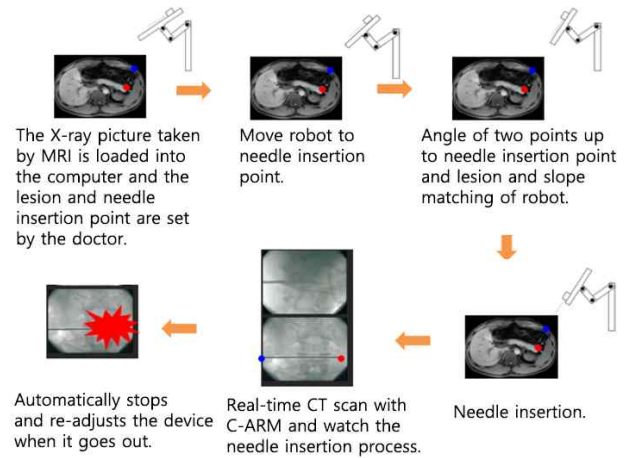 The X-ray picture taken
by MRI is loaded into
the computer and the
lesion and needle
insertion point are set
by the doctor.
Move robot to
needle insertion
point.
Angle of two points up
to needle insertion point
and lesion and slope
matching of robot.
Needle insertion.
Real-time CT scan with
C-ARM and watch the
needle insertion process.
Automatically stops
and re-adjusts the device
when it goes out.